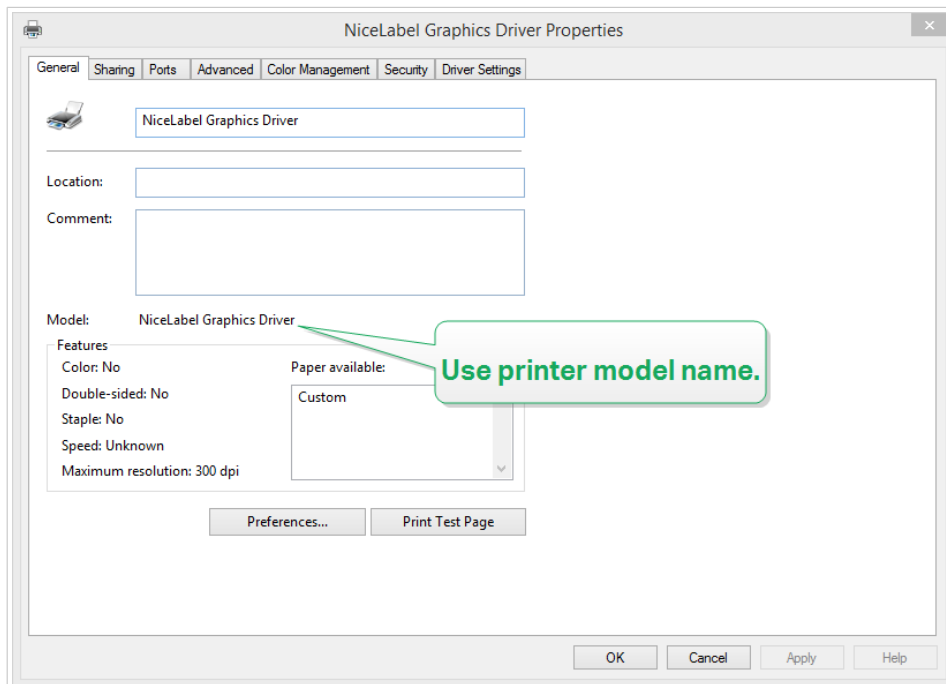 NiceLabel Graphics Driver Properties
General Sharing Ports Advanced Color Management Security Driver Settings
NiceLabel Graphics Driver
Location:
Comment:
Model: NiceLabel Graphics Driver
Features
Color: No
Double-sided: No
Staple: No
Speed: Unknown
Maximum resolution: 300 dpi
Paper available:
Custom
Use printer model name.
Preferences... Print Test Page
OK Cancel Apply Help